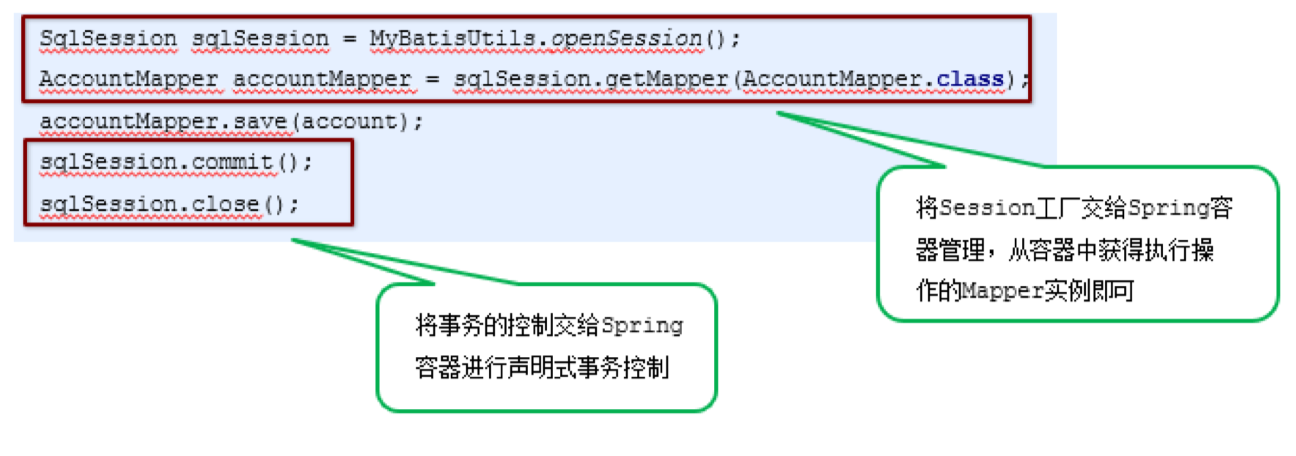 SqlSession sqlSession = MyBatisUtils.openSession();
AccountMapper accountMapper = sqlSession.getMapper(AccountMapper.class);
accountMapper.save(account);
sqlSession.commit();
sqlSession.close();
将Session工厂交给Spring容
器管理，从容器中获得执行操
作的Mapper实例即可
将事务的控制交给Spring
容器进行声明式事务控制